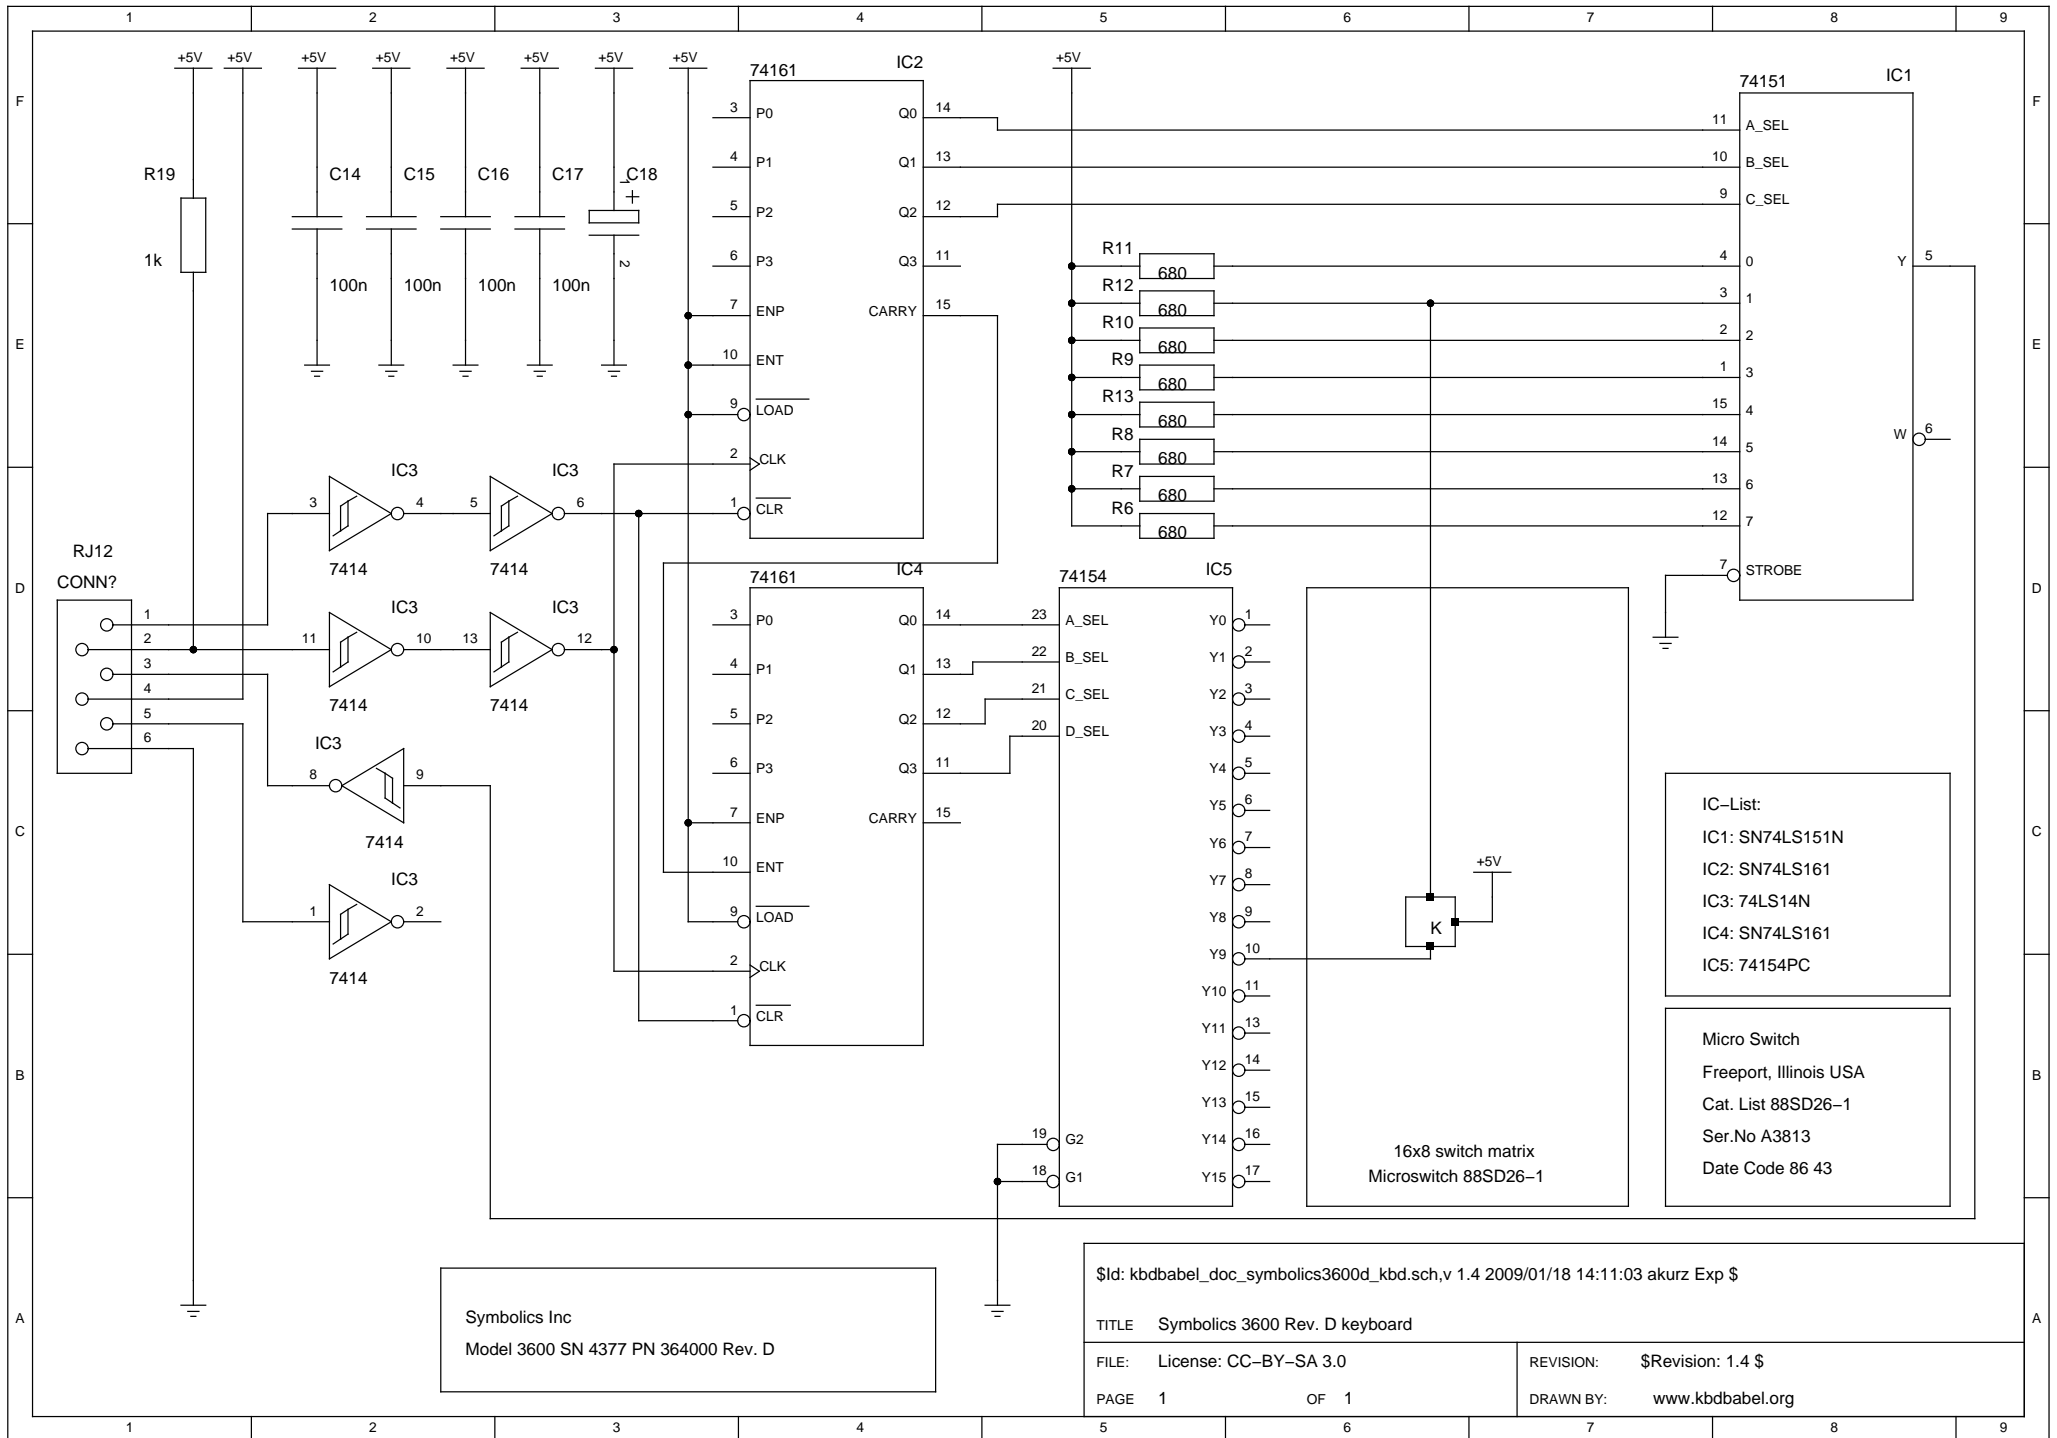 1 2 3 4 5 6 7 8 9
F F
E E
D D
C C
B B
A A
+5V +5V +5V +5V +5V +5V +5V +5V
R19
1k
C14 C15 C16 C17 C18
1
+
2
100n 100n 100n 100n
74161 IC2
3 P0 Q0 14
4 P1 Q1 13
5 P2 Q2 12
6 P3 Q3 11
7 ENP CARRY 15
10 ENT
9 LOAD
2 CLK
1 CLR
74151 IC1
11 A_SEL
10 B_SEL
9 C_SEL
4 0 Y 5
3 1
2 2
1 3
15 4
14 5 W 6
13 6
12 7
7 STROBE
R11 680
R12 680
R10 680
R9 680
R13 680
R8 680
R7 680
R6 680
RJ12
CONN?
1
2
3
4
5
6
IC3 IC3
3 4 5 6
7414 7414
IC3 IC3
11 10 13 12
7414 7414
IC3
8 9
7414
IC3
1 2
7414
74161 IC4
3 P0 Q0 14
4 P1 Q1 13
5 P2 Q2 12
6 P3 Q3 11
7 ENP CARRY 15
10 ENT
9 LOAD
2 CLK
1 CLR
74154 IC5
23 A_SEL Y0 1
22 B_SEL Y1 2
21 C_SEL Y2 3
20 D_SEL Y3 4
Y4 5
Y5 6
Y6 7
Y7 8
Y8 9
Y9 10
Y10 11
Y11 13
Y12 14
Y13 15
19 G2 Y14 16
18 G1 Y15 17
+5V
K
16x8 switch matrix
Microswitch 88SD26–1
IC–List:
IC1: SN74LS151N
IC2: SN74LS161
IC3: 74LS14N
IC4: SN74LS161
IC5: 74154PC
Micro Switch
Freeport, Illinois USA
Cat. List 88SD26–1
Ser.No A3813
Date Code 86 43
Symbolics Inc
Model 3600 SN 4377 PN 364000 Rev. D
$Id: kbdbabel_doc_symbolics3600d_kbd.sch,v 1.4 2009/01/18 14:11:03 akurz Exp $
TITLE Symbolics 3600 Rev. D keyboard
FILE: License: CC–BY–SA 3.0 REVISION: $Revision: 1.4 $
PAGE 1 OF 1 DRAWN BY: www.kbdbabel.org
1 2 3 4 5 6 7 8 9